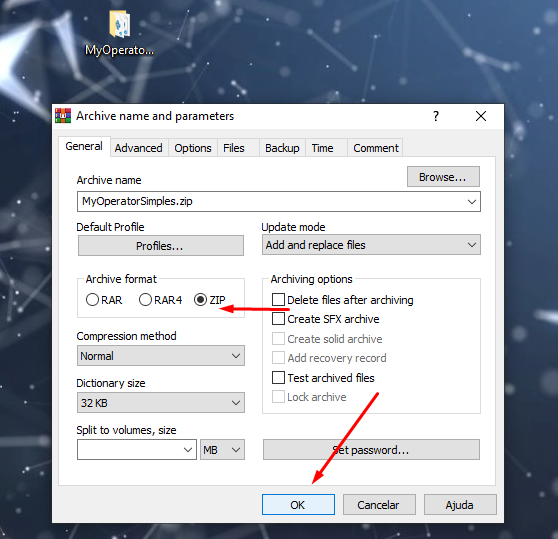 MyOperato...
Archive name and parameters
?
General Advanced Options Files Backup Time Comment
Archive name
Browse...
MyOperatorSimples.zip
Default Profile
Update mode
Profiles...
Add and replace files
Archive format
Archiving options
RAR RAR4 ZIP
Delete files after archiving
Create SFX archive
Create solid archive
Add recovery record
Test archived files
Lock archive
Compression method
Normal
Dictionary size
32 KB
Split to volumes, size
MB
Set password...
OK Cancelar Ajuda